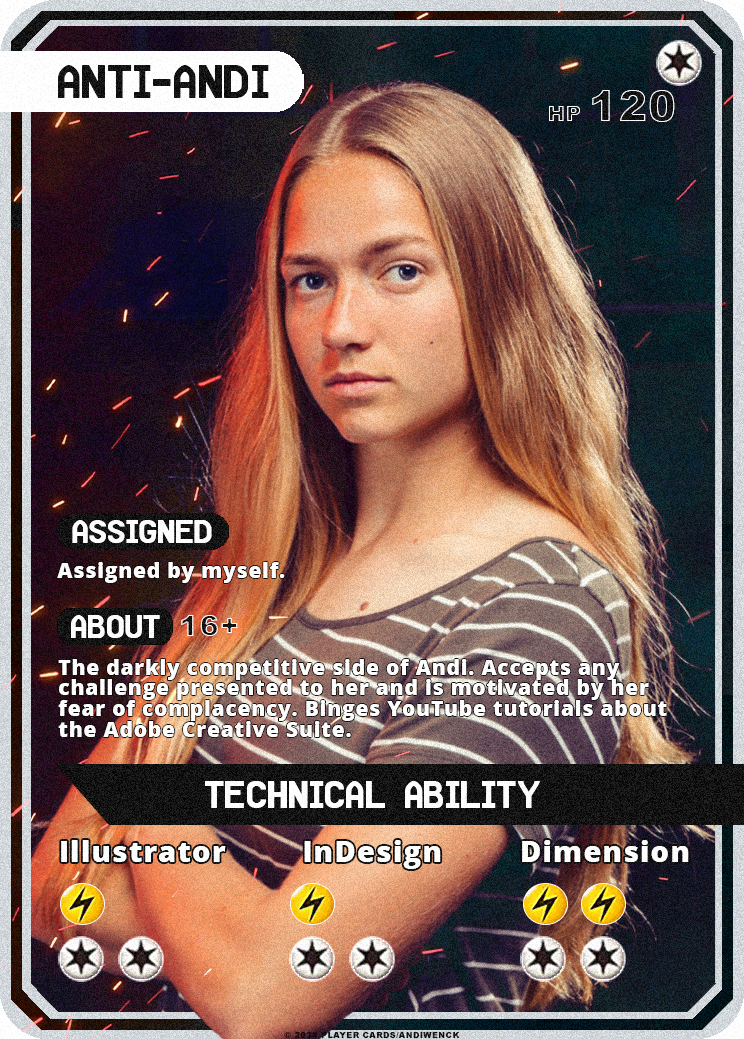 ANTI-ANDI
HP 120
ASSIGNED
Assigned by myself.
ABOUT 16+
The darkly competitive side of Andi. Accepts any
challenge presented to her and is motivated by her
fear of complacency. Binges YouTube tutorials about
the Adobe Creative Suite.
TECHNICAL ABILITY
Illustrator InDesign Dimension
© PLAYER CARDS/ANDIWENCK